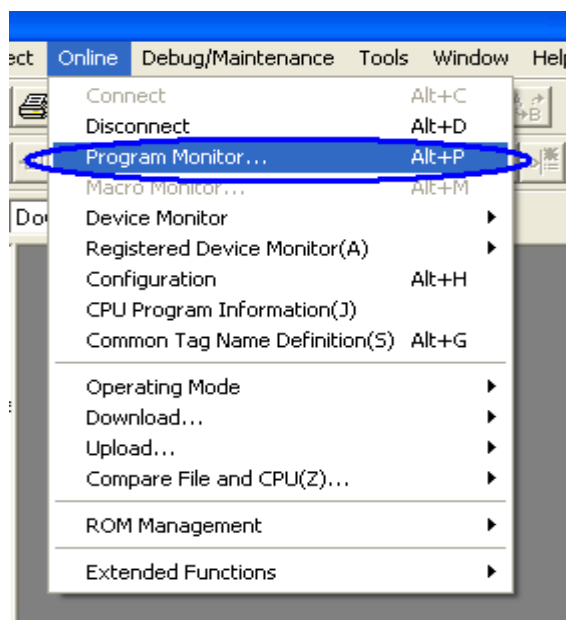 ect Online Debug/Maintenance Tools Window Help
Connect Alt+C
B
Disconnect Alt+D
Program Monitor... Alt+P
Macro Monitor... Alt+M
Do
Device Monitor
Registered Device Monitor(A)
Configuration Alt+H
CPU Program Information(J)
Common Tag Name Definition(S) Alt+G
Operating Mode
Download...
Upload...
Compare File and CPU(Z)...
ROM Management
Extended Functions